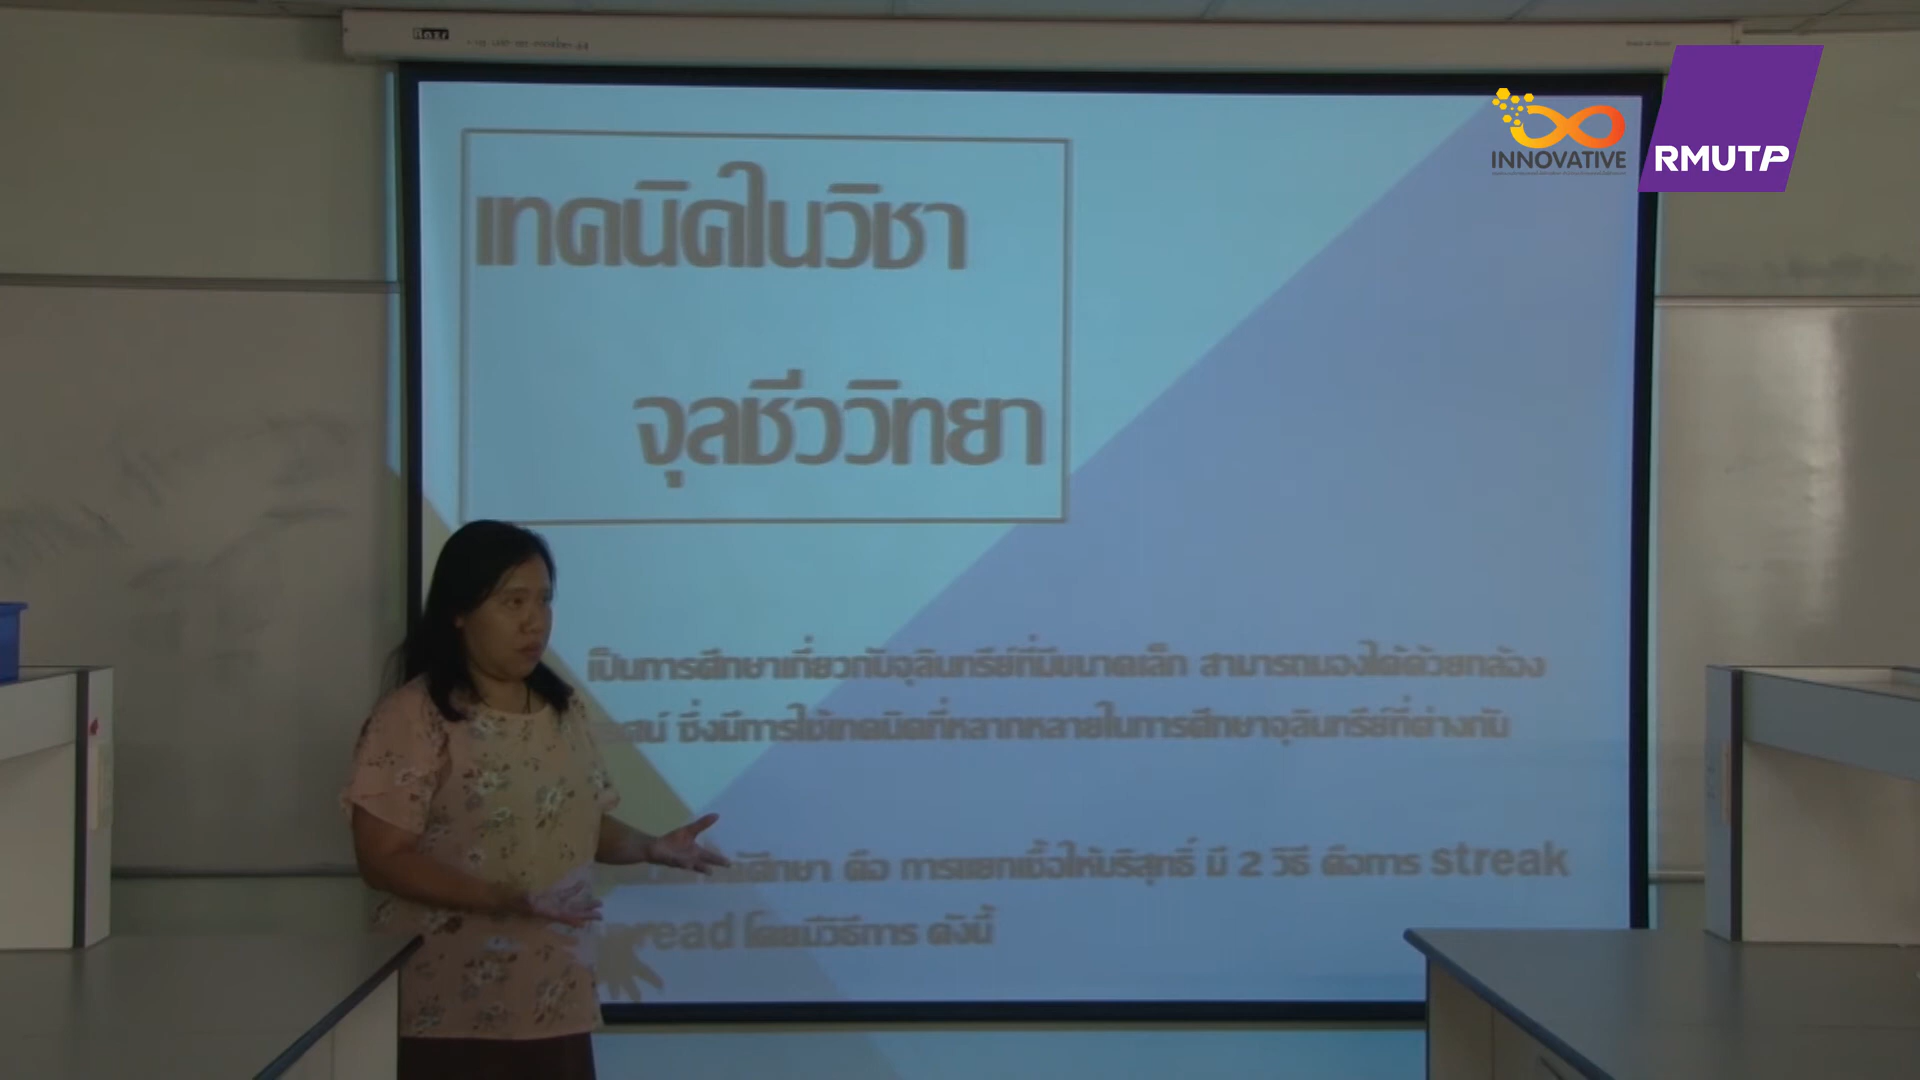 Razr
INNOVATIVE
RMUTP
เทคนิคในวิชา
จุลชีววิทยา
เป็นการศึกษาเกี่ยวกับจุลินทรีย์ที่มีขนาดเล็ก สามารถมองได้ด้วยกล้อง
ทรรศน์ ซึ่งมีการใช้เทคนิคที่หลากหลายในการศึกษาจุลินทรีย์ที่ต่างกัน
ศึกษา คือ การแยกเชื้อให้บริสุทธิ์ มี 2 วิธี คือการ streak
pread โดยมีวิธีการ ดังนี้